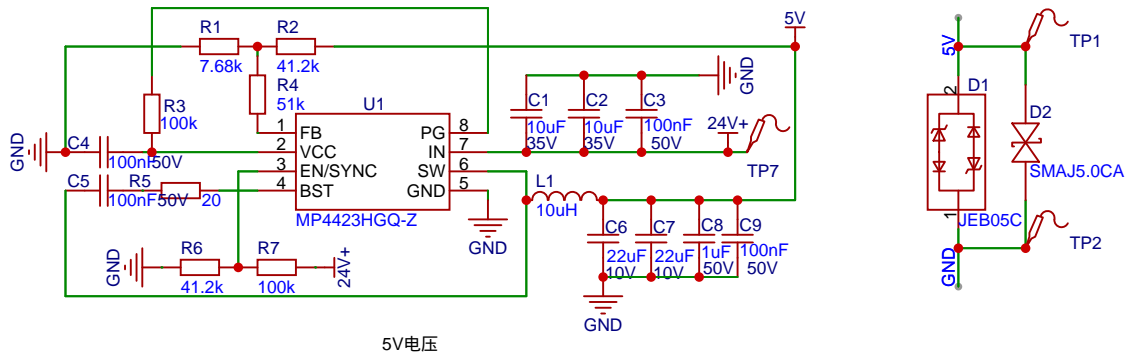 R1
7.68k
R2
41.2k
5V
R4
51k
R3
100k
U1
1
FB
2
VCC
3
EN/SYNC
4
BST
PG
8
IN
7
SW
6
GND
5
MP4423HGQ-Z
GND
C4
100nF
50V
C5
100nF
50V
R5
20
C1
10uF
35V
C2
10uF
35V
C3
100nF
50V
GND
24V+
TP7
GND
L1
10uH
C6
22uF
10V
C7
22uF
10V
C8
1uF
50V
C9
100nF
50V
GND
GND
R6
41.2k
R7
100k
24V+
5V电压
5V
TP1
2
D1
D2
SMAJ5.0CA
1
JEB05C
TP2
GND